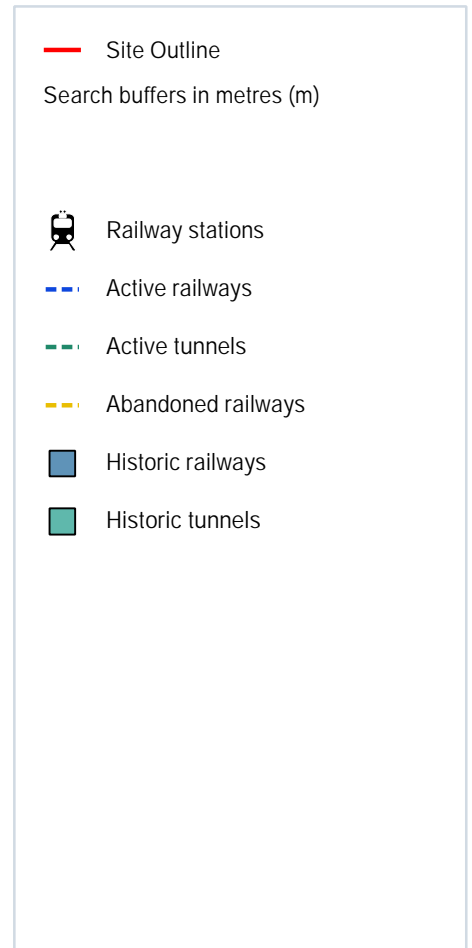 Site Outline
Search buffers in metres (m)
Railway stations
Active railways
Active tunnels
Abandoned railways
Historic railways
Historic tunnels